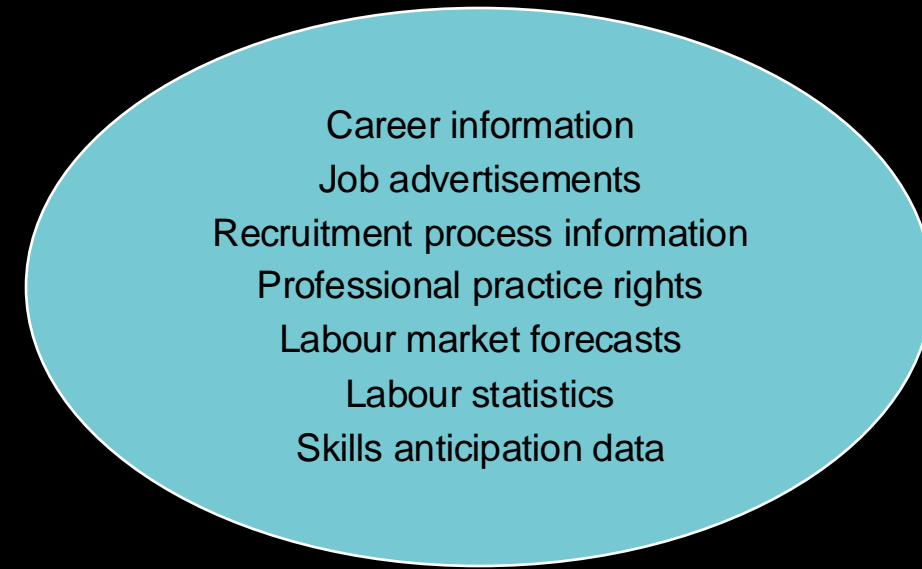 Career information
Job advertisements
Recruitment process information
Professional practice rights
Labour market forecasts
Labour statistics
Skills anticipation data